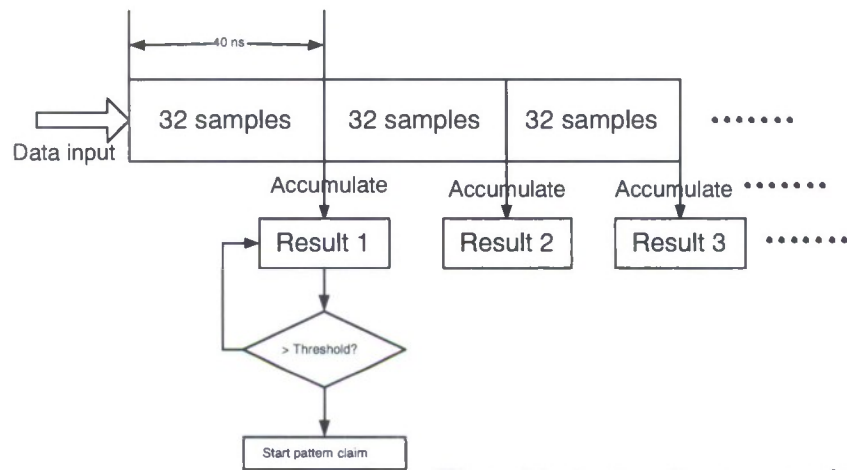 40 ns
32 samples 32 samples 32 samples
Data input
Accumulate Accumulate Accumulate
Result 1 Result 2 Result 3
> Threshold?
Start pattern claim